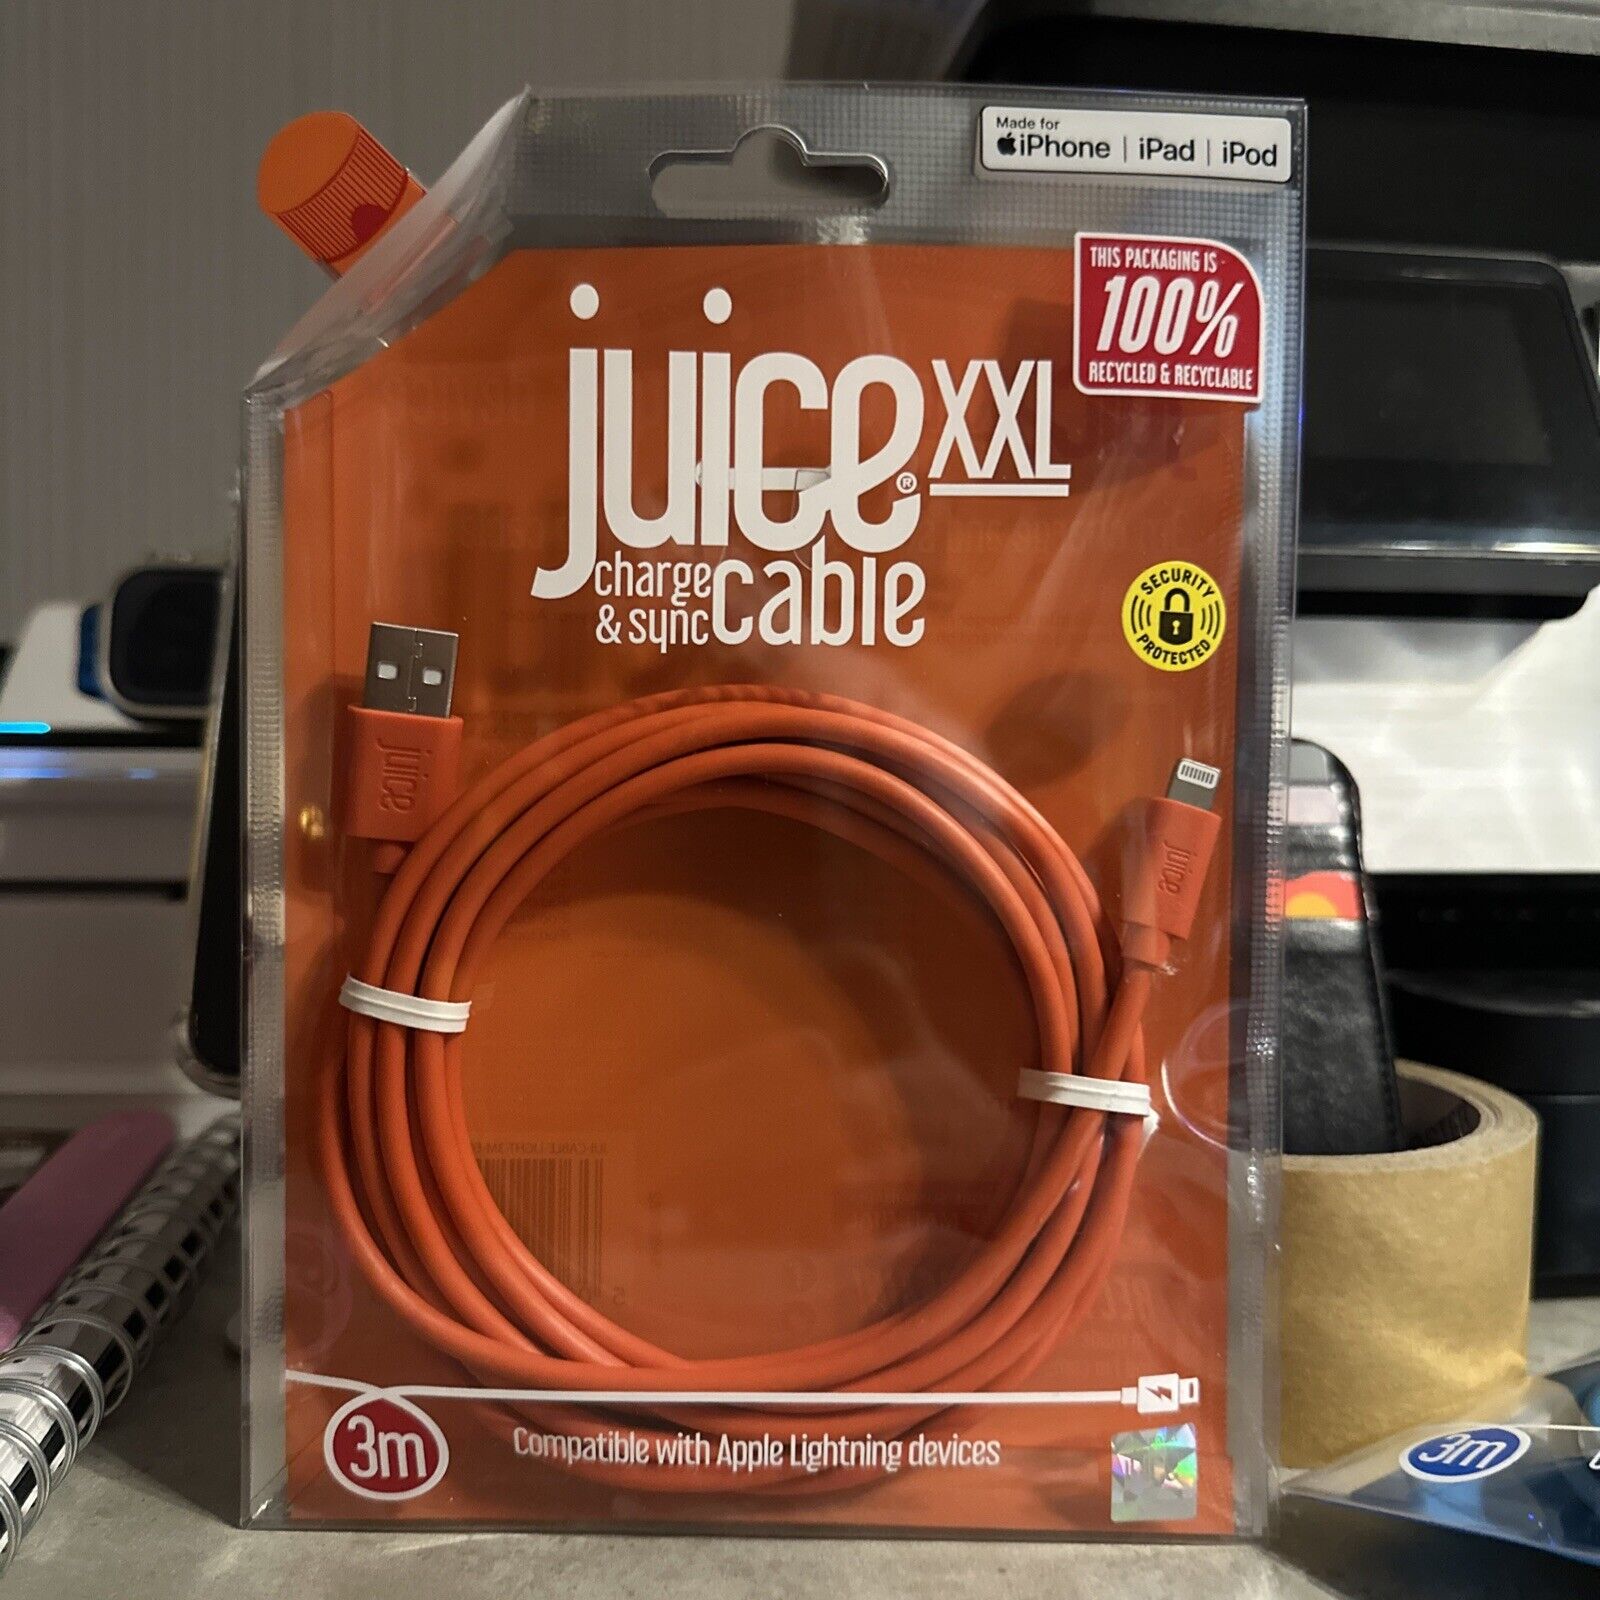 Made for
iPhone | iPad | iPod
THIS PACKAGING IS
100%
RECYCLED & RECYCLABLE
juice® XXL
charge
& sync cable
SECURITY
PROTECTED
juice
juice
3m
Compatible with Apple Lightning devices
3m